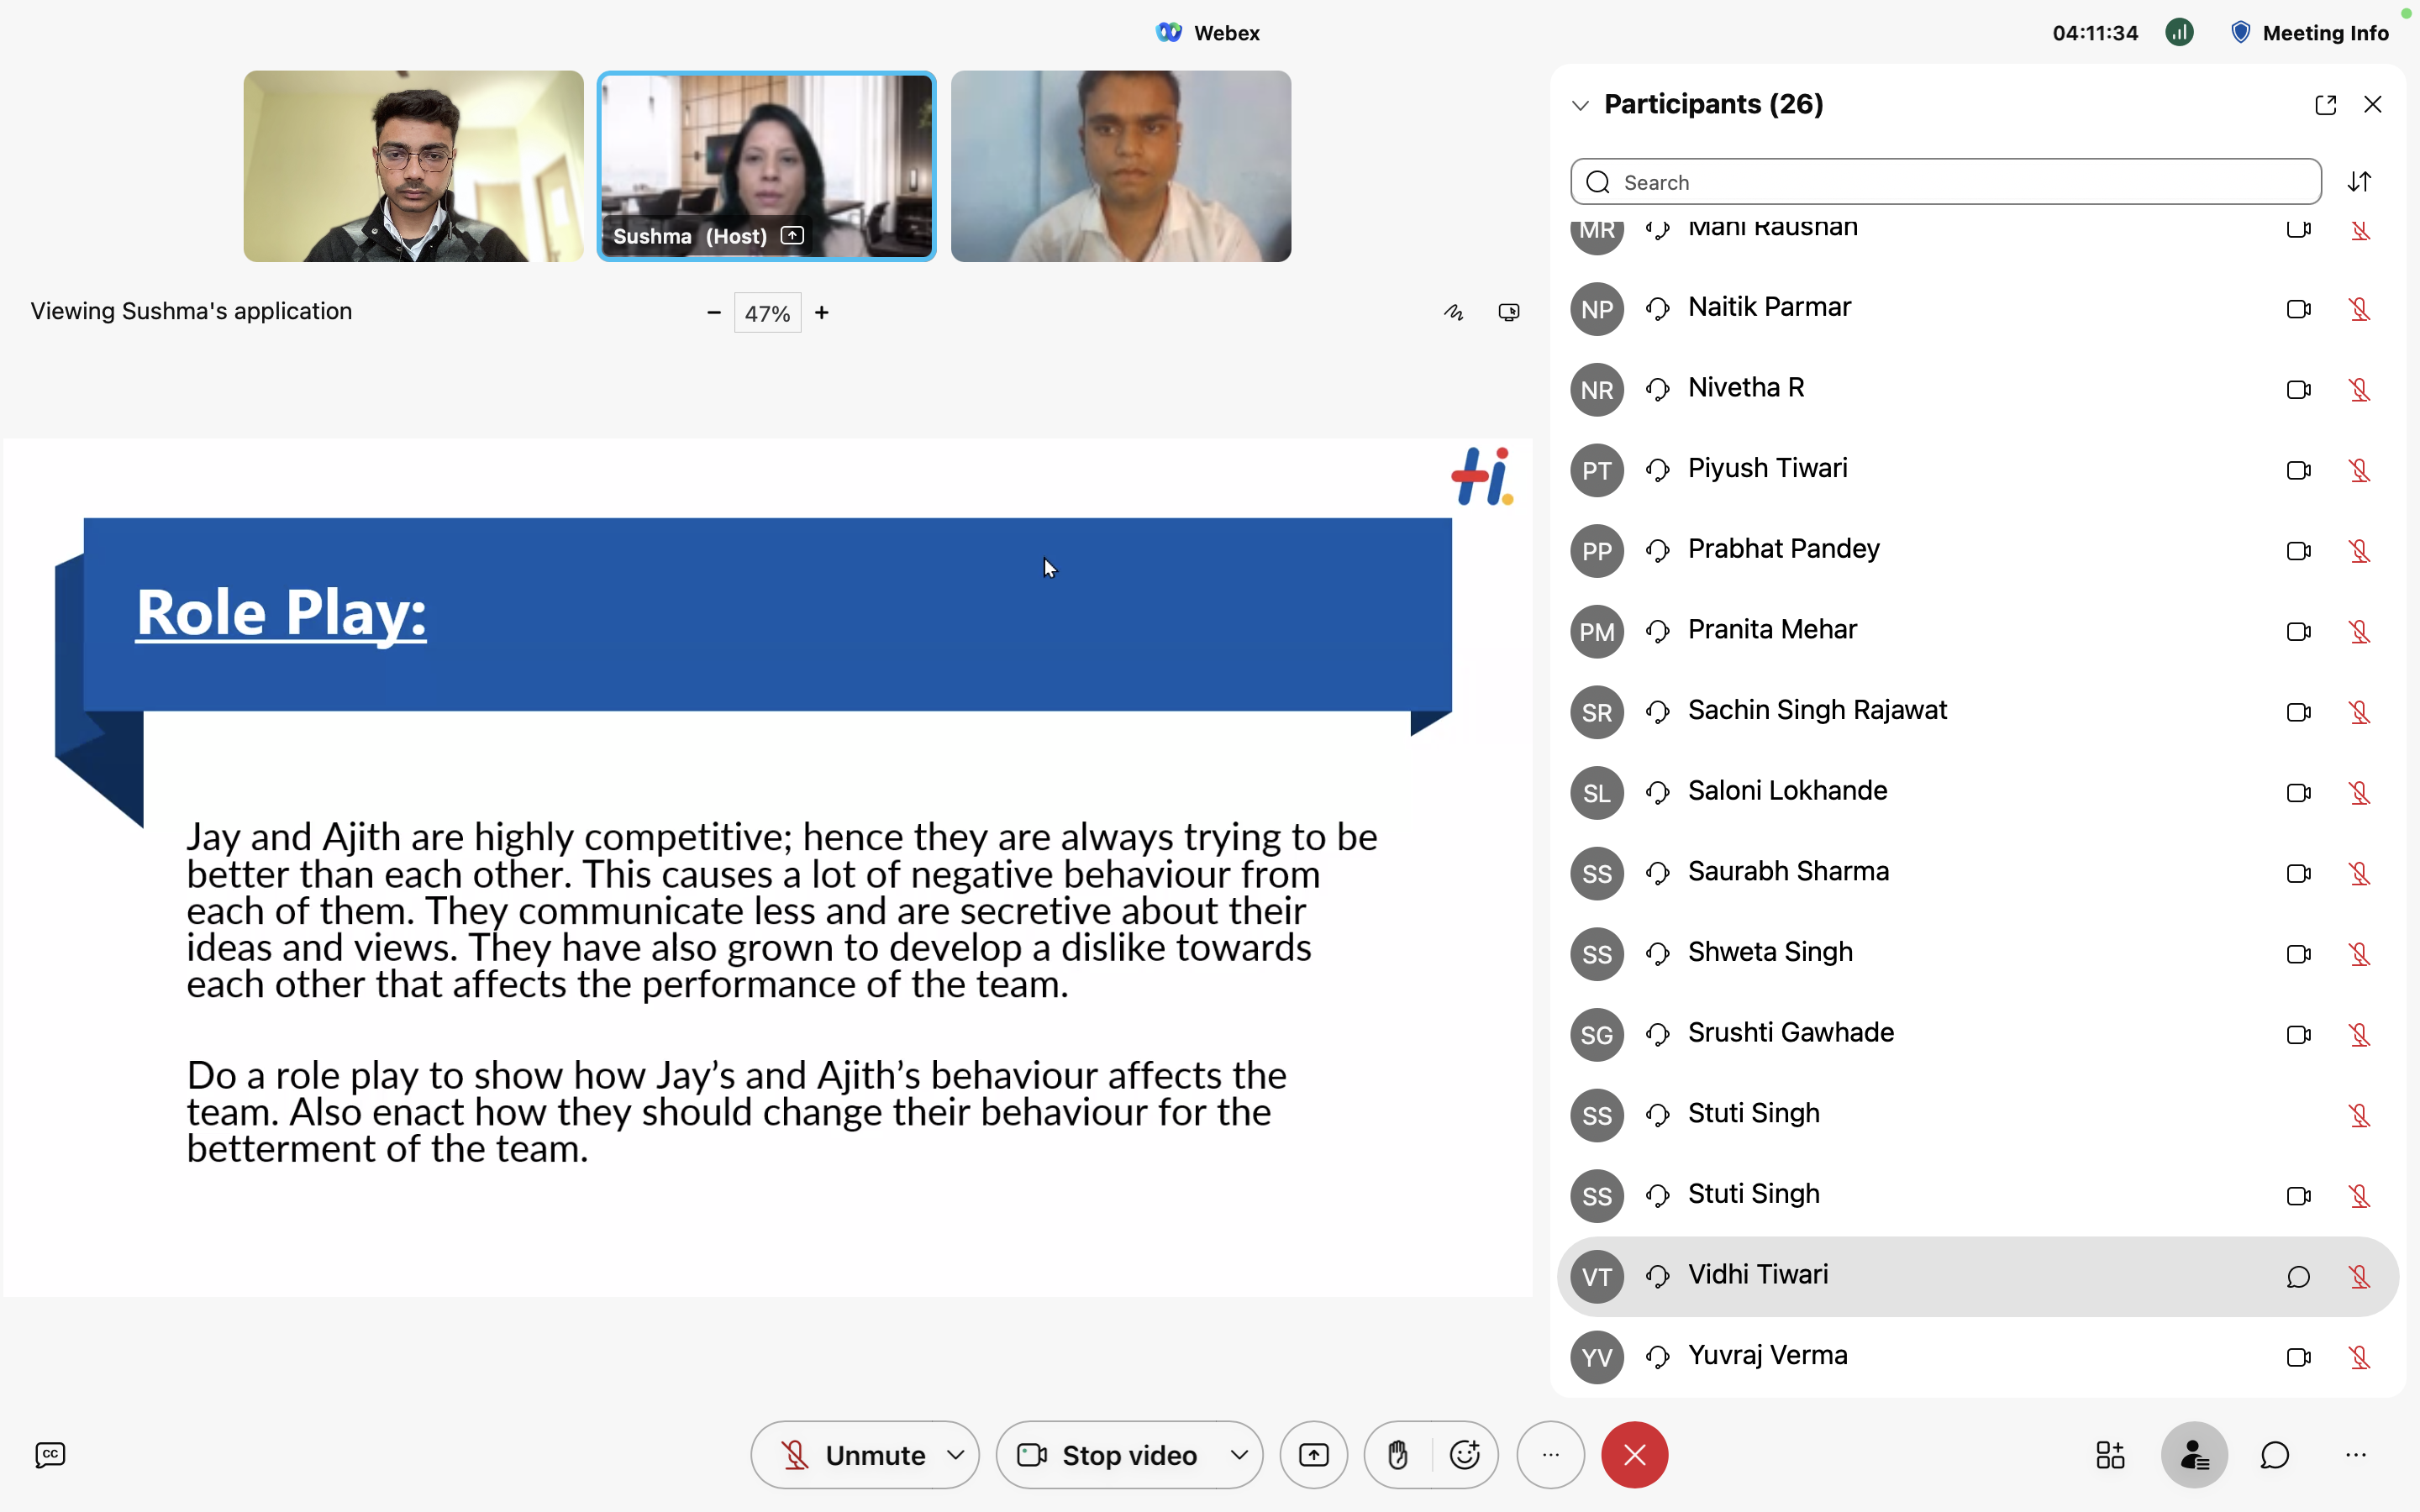 Webex
04:11:34
Meeting Info
Sushma (Host)
Viewing Sushma's application
47%
Hi.
Role Play:
Jay and Ajith are highly competitive; hence they are always trying to be
better than each other. This causes a lot of negative behaviour from
each of them. They communicate less and are secretive about their
ideas and views. They have also grown to develop a dislike towards
each other that affects the performance of the team.
Do a role play to show how Jay’s and Ajith’s behaviour affects the
team. Also enact how they should change their behaviour for the
betterment of the team.
Participants (26)
Search
MR Mani Raushan
NP Naitik Parmar
NR Nivetha R
PT Piyush Tiwari
PP Prabhat Pandey
PM Pranita Mehar
SR Sachin Singh Rajawat
SL Saloni Lokhande
SS Saurabh Sharma
SS Shweta Singh
SG Srushti Gawhade
SS Stuti Singh
SS Stuti Singh
VT Vidhi Tiwari
YV Yuvraj Verma
CC
Unmute
Stop video